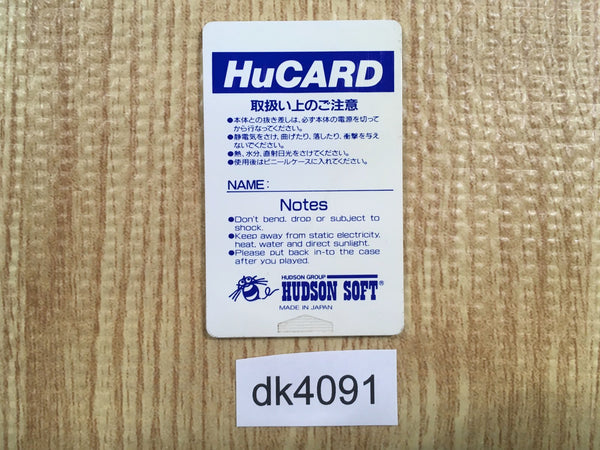 HuCARD
取扱い上のご注意
●本体との抜き差しは、必ず本体の電源を切って
から行なってください。
●静電気をさけ、曲げたり、落したり、衝撃を与え
ないでください。
●熱、水分、直射日光をさけてください。
●使用後はビニールケースに入れてください。
NAME:
Notes
●Don't bend, drop or subject to
shock.
●Keep away from static electricity,
heat, water and direct sunlight.
●Please put back in-to the case
after you played.
HUDSON GROUP
HUDSON SOFT®
MADE IN JAPAN
dk4091